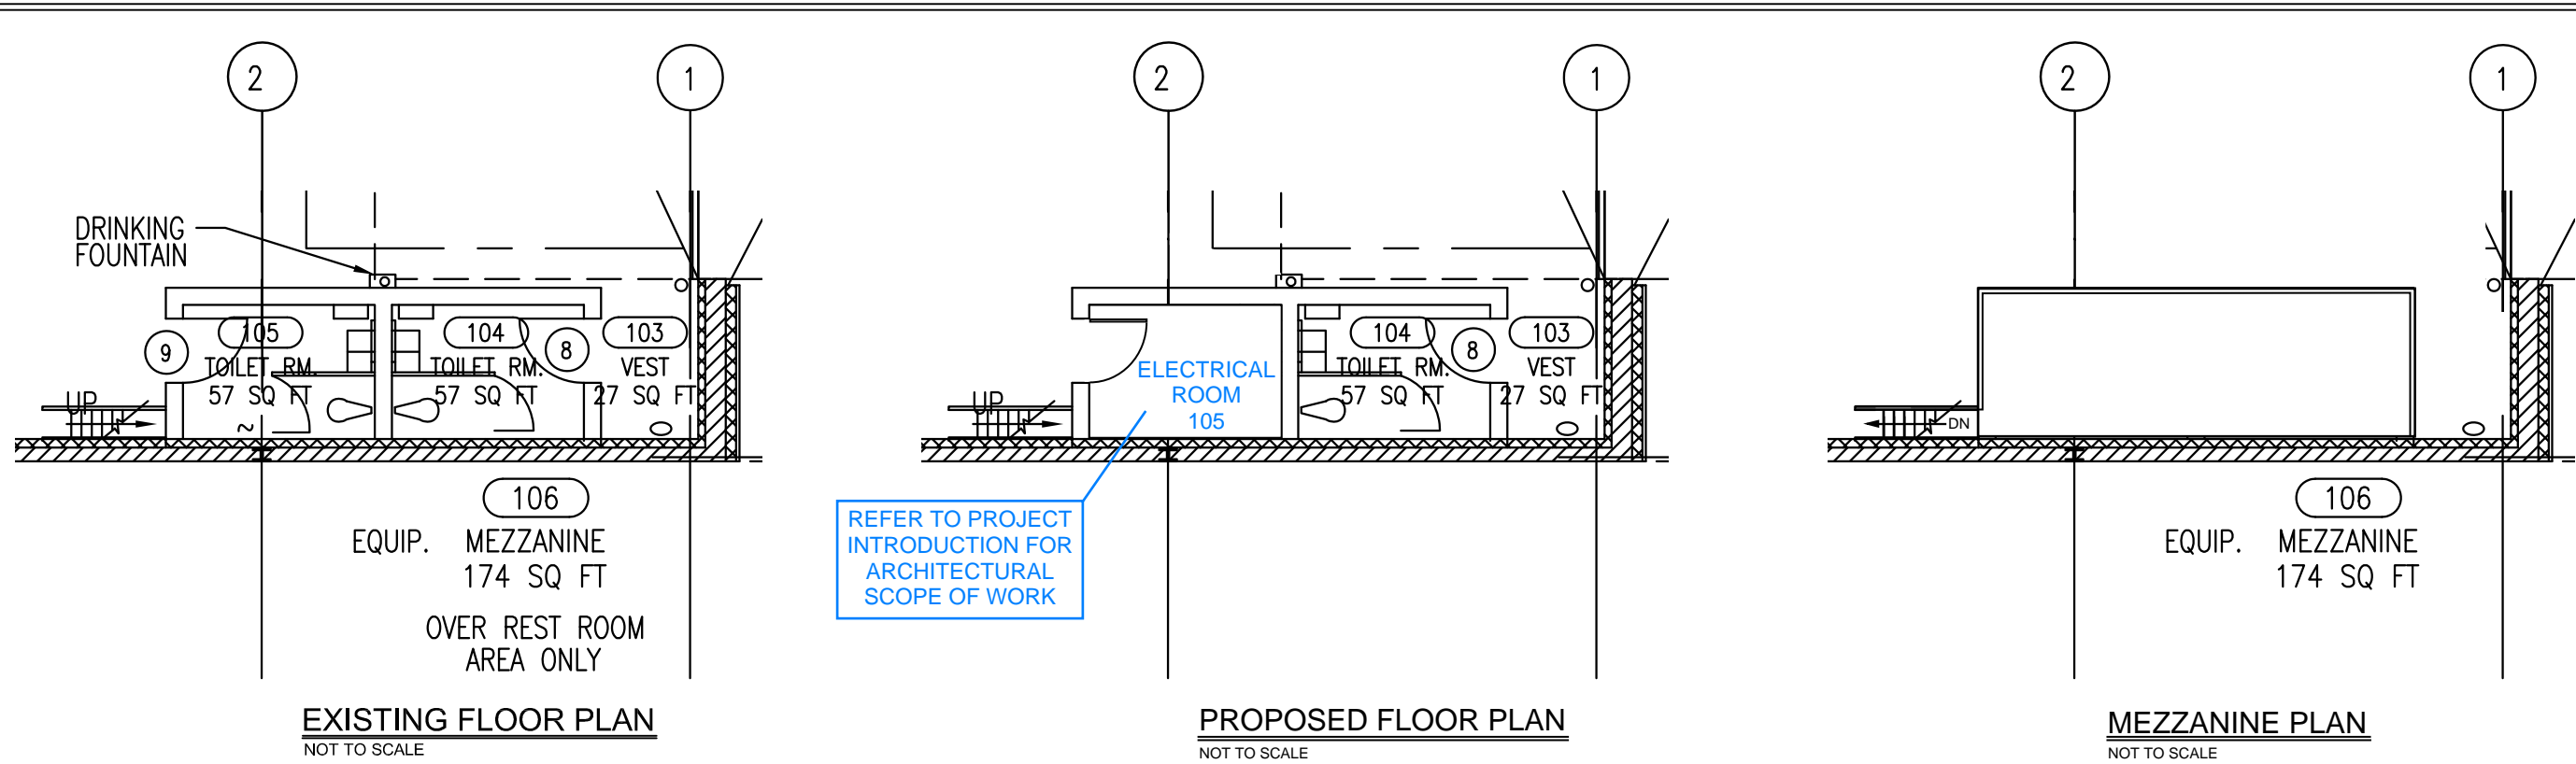 2
1
DRINKING
FOUNTAIN
9
105
TOILET RM.
57 SQ FT
104
TOILET RM.
57 SQ FT
8
103
VEST
27 SQ FT
UP
106
EQUIP. MEZZANINE
174 SQ FT
OVER REST ROOM
AREA ONLY
EXISTING FLOOR PLAN
NOT TO SCALE
2
1
ELECTRICAL
ROOM
105
104
TOILET RM.
57 SQ FT
8
103
VEST
27 SQ FT
UP
REFER TO PROJECT
INTRODUCTION FOR
ARCHITECTURAL
SCOPE OF WORK
PROPOSED FLOOR PLAN
NOT TO SCALE
2
1
DN
106
EQUIP. MEZZANINE
174 SQ FT
MEZZANINE PLAN
NOT TO SCALE